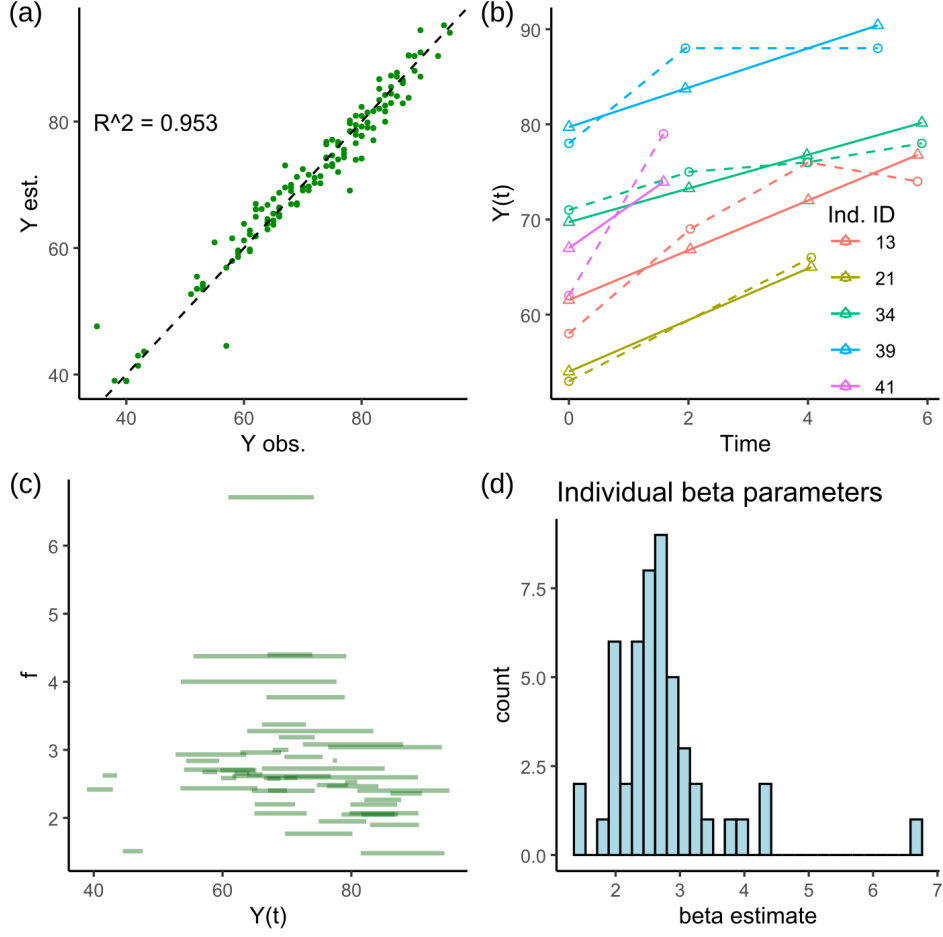 (a)
R^2 = 0.953
Y est.
80
60
40
40 60 80
Y obs.
(b)
Y(t)
90
80
70
60
0 2 4 6
Time
Ind. ID
13
21
34
39
41
(c)
f
6
5
4
3
2
40 60 80
Y(t)
(d)
Individual beta parameters
count
7.5
5.0
2.5
0.0
2 3 4 5 6 7
beta estimate